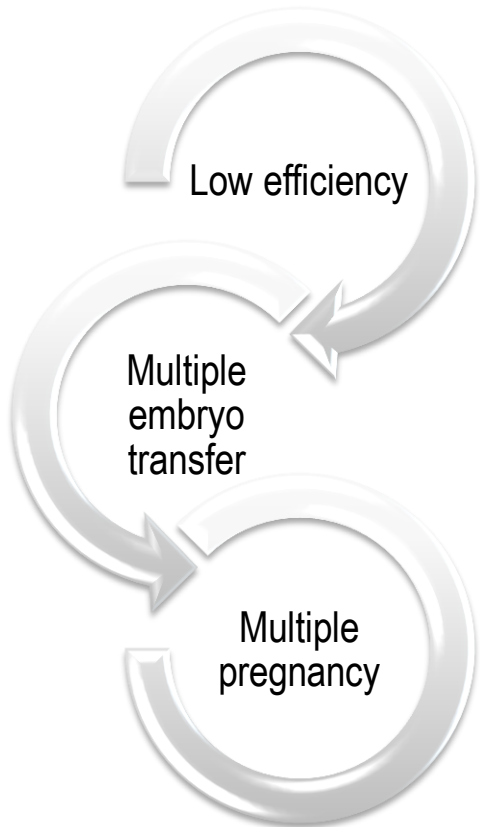 Low efficiency
Multiple
embryo
transfer
Multiple
pregnancy